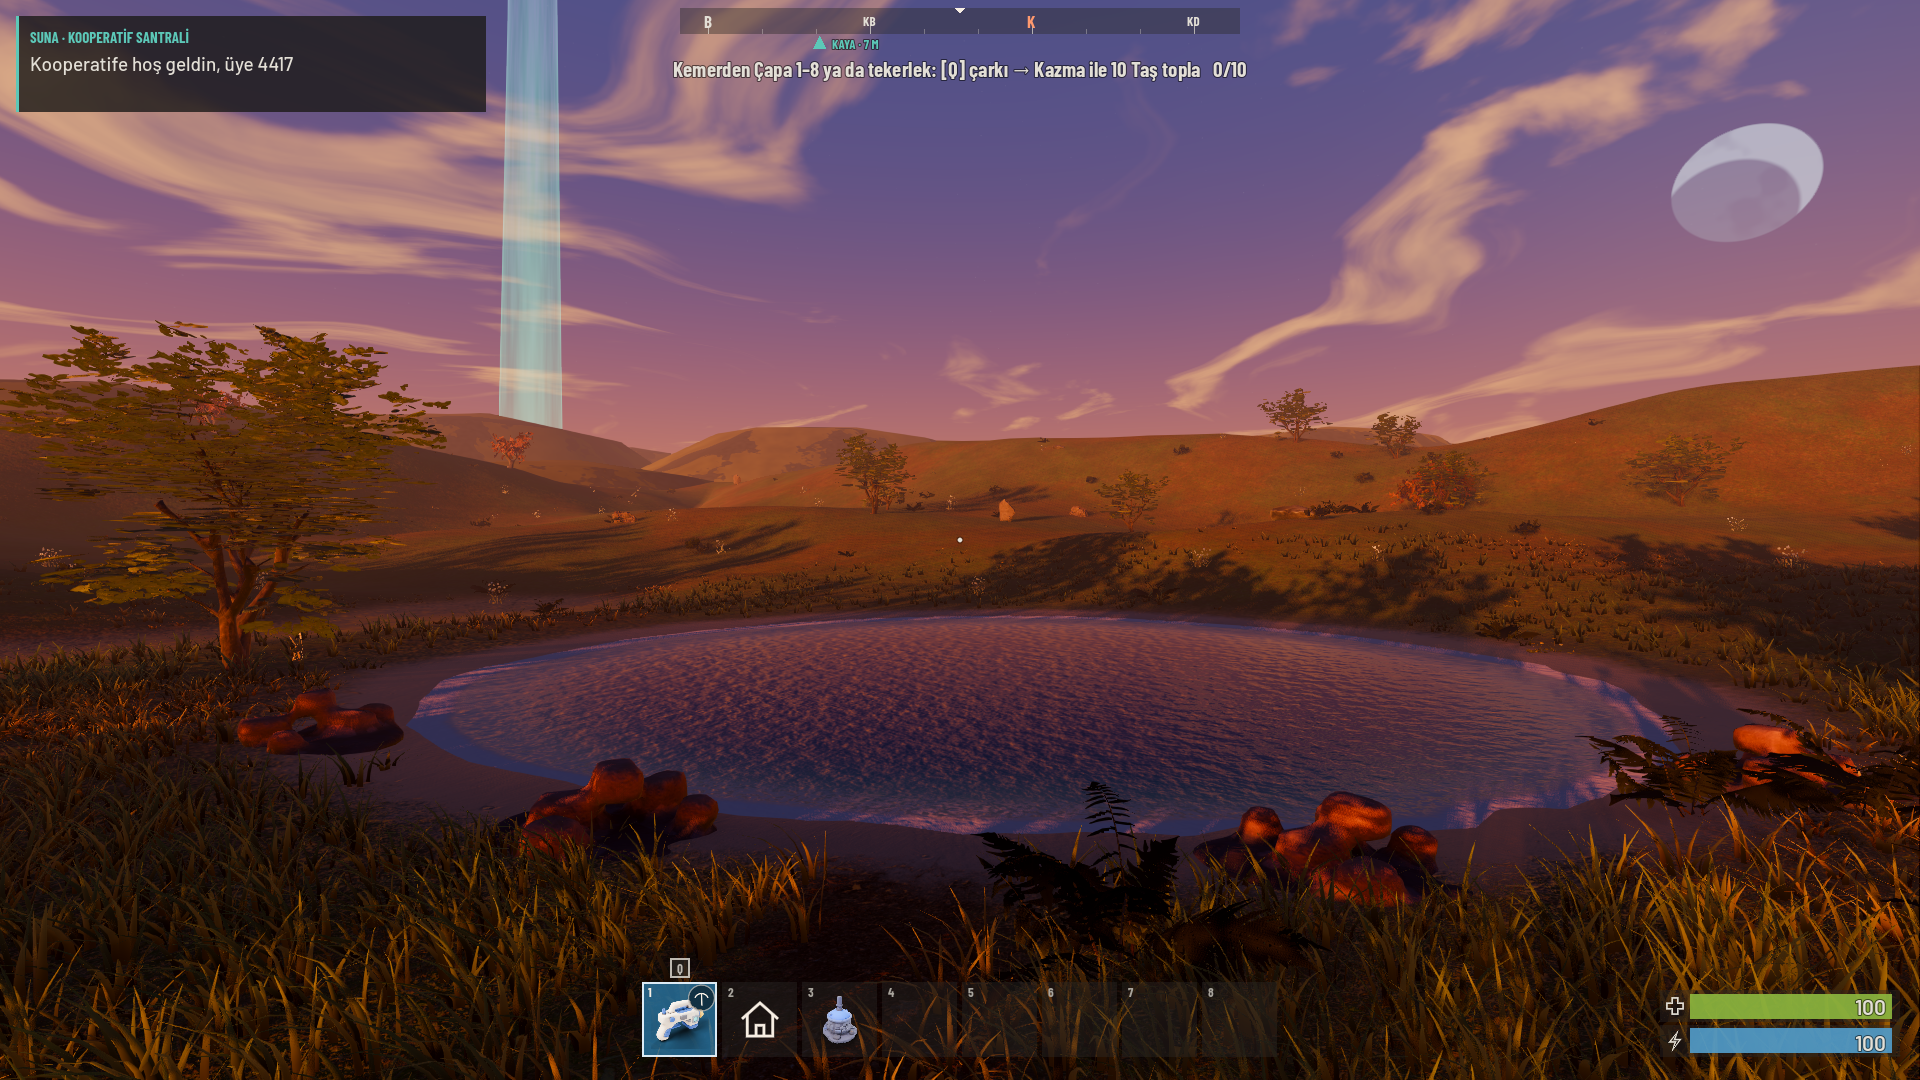 SUNA · KOOPERATİF SANTRALİ
Kooperatife hoş geldin, üye 4417
B KB K KD
KAYA · 7 M
Kemerden Çapa 1-8 ya da tekerlek: [Q] çarkı → Kazma ile 10 Taş topla 0/10
Q
1 2 3 4 5 6 7 8
100
100